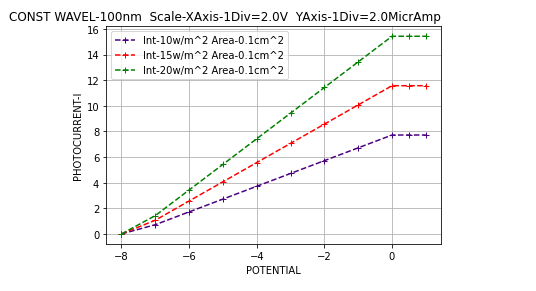 CONST WAVEL-100nm  Scale-XAxis-1Div=2.0V  YAxis-1Div=2.0MicrAmp
16
14
12
10
8
6
4
2
0
PHOTOCURRENT-I
Int-10w/m^2 Area-0.1cm^2
Int-15w/m^2 Area-0.1cm^2
Int-20w/m^2 Area-0.1cm^2
−8
−6
−4
−2
0
POTENTIAL